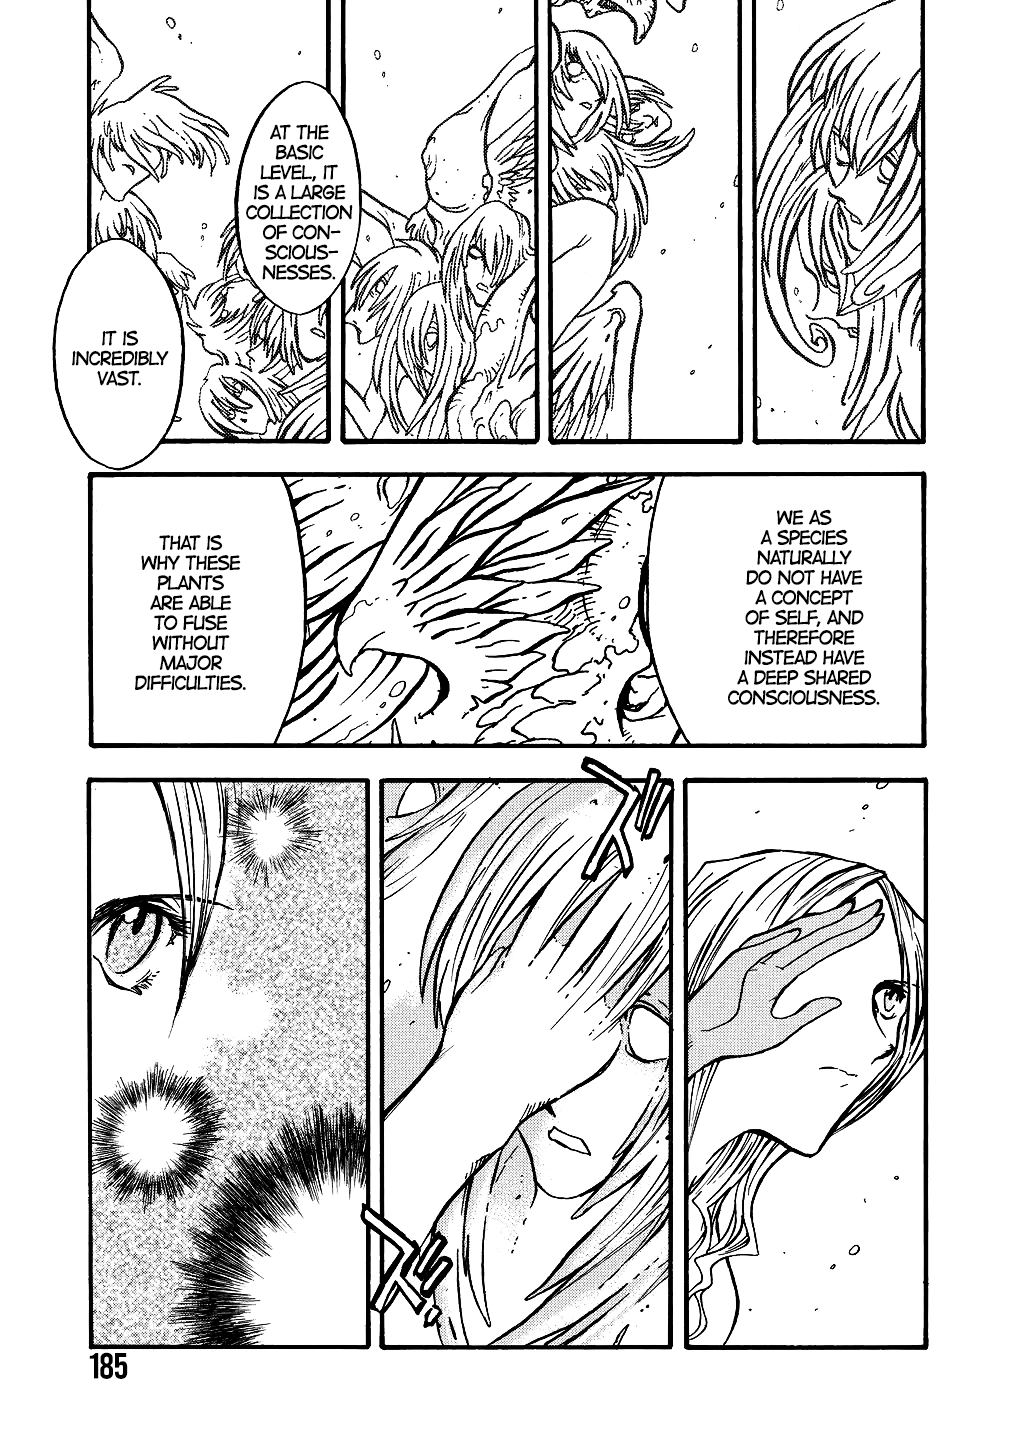 AT THE
BASIC
LEVEL, IT
IS A LARGE
COLLECTION
OF CON-
SCIOUS-
NESSES.
IT IS
INCREDIBLY
VAST.
WE AS
A SPECIES
NATURALLY
DO NOT HAVE
A CONCEPT
OF SELF, AND
THEREFORE
INSTEAD HAVE
A DEEP SHARED
CONSCIOUSNESS.
THAT IS
WHY THESE
PLANTS
ARE ABLE
TO FUSE
WITHOUT
MAJOR
DIFFICULTIES.
ズ
ズ
185